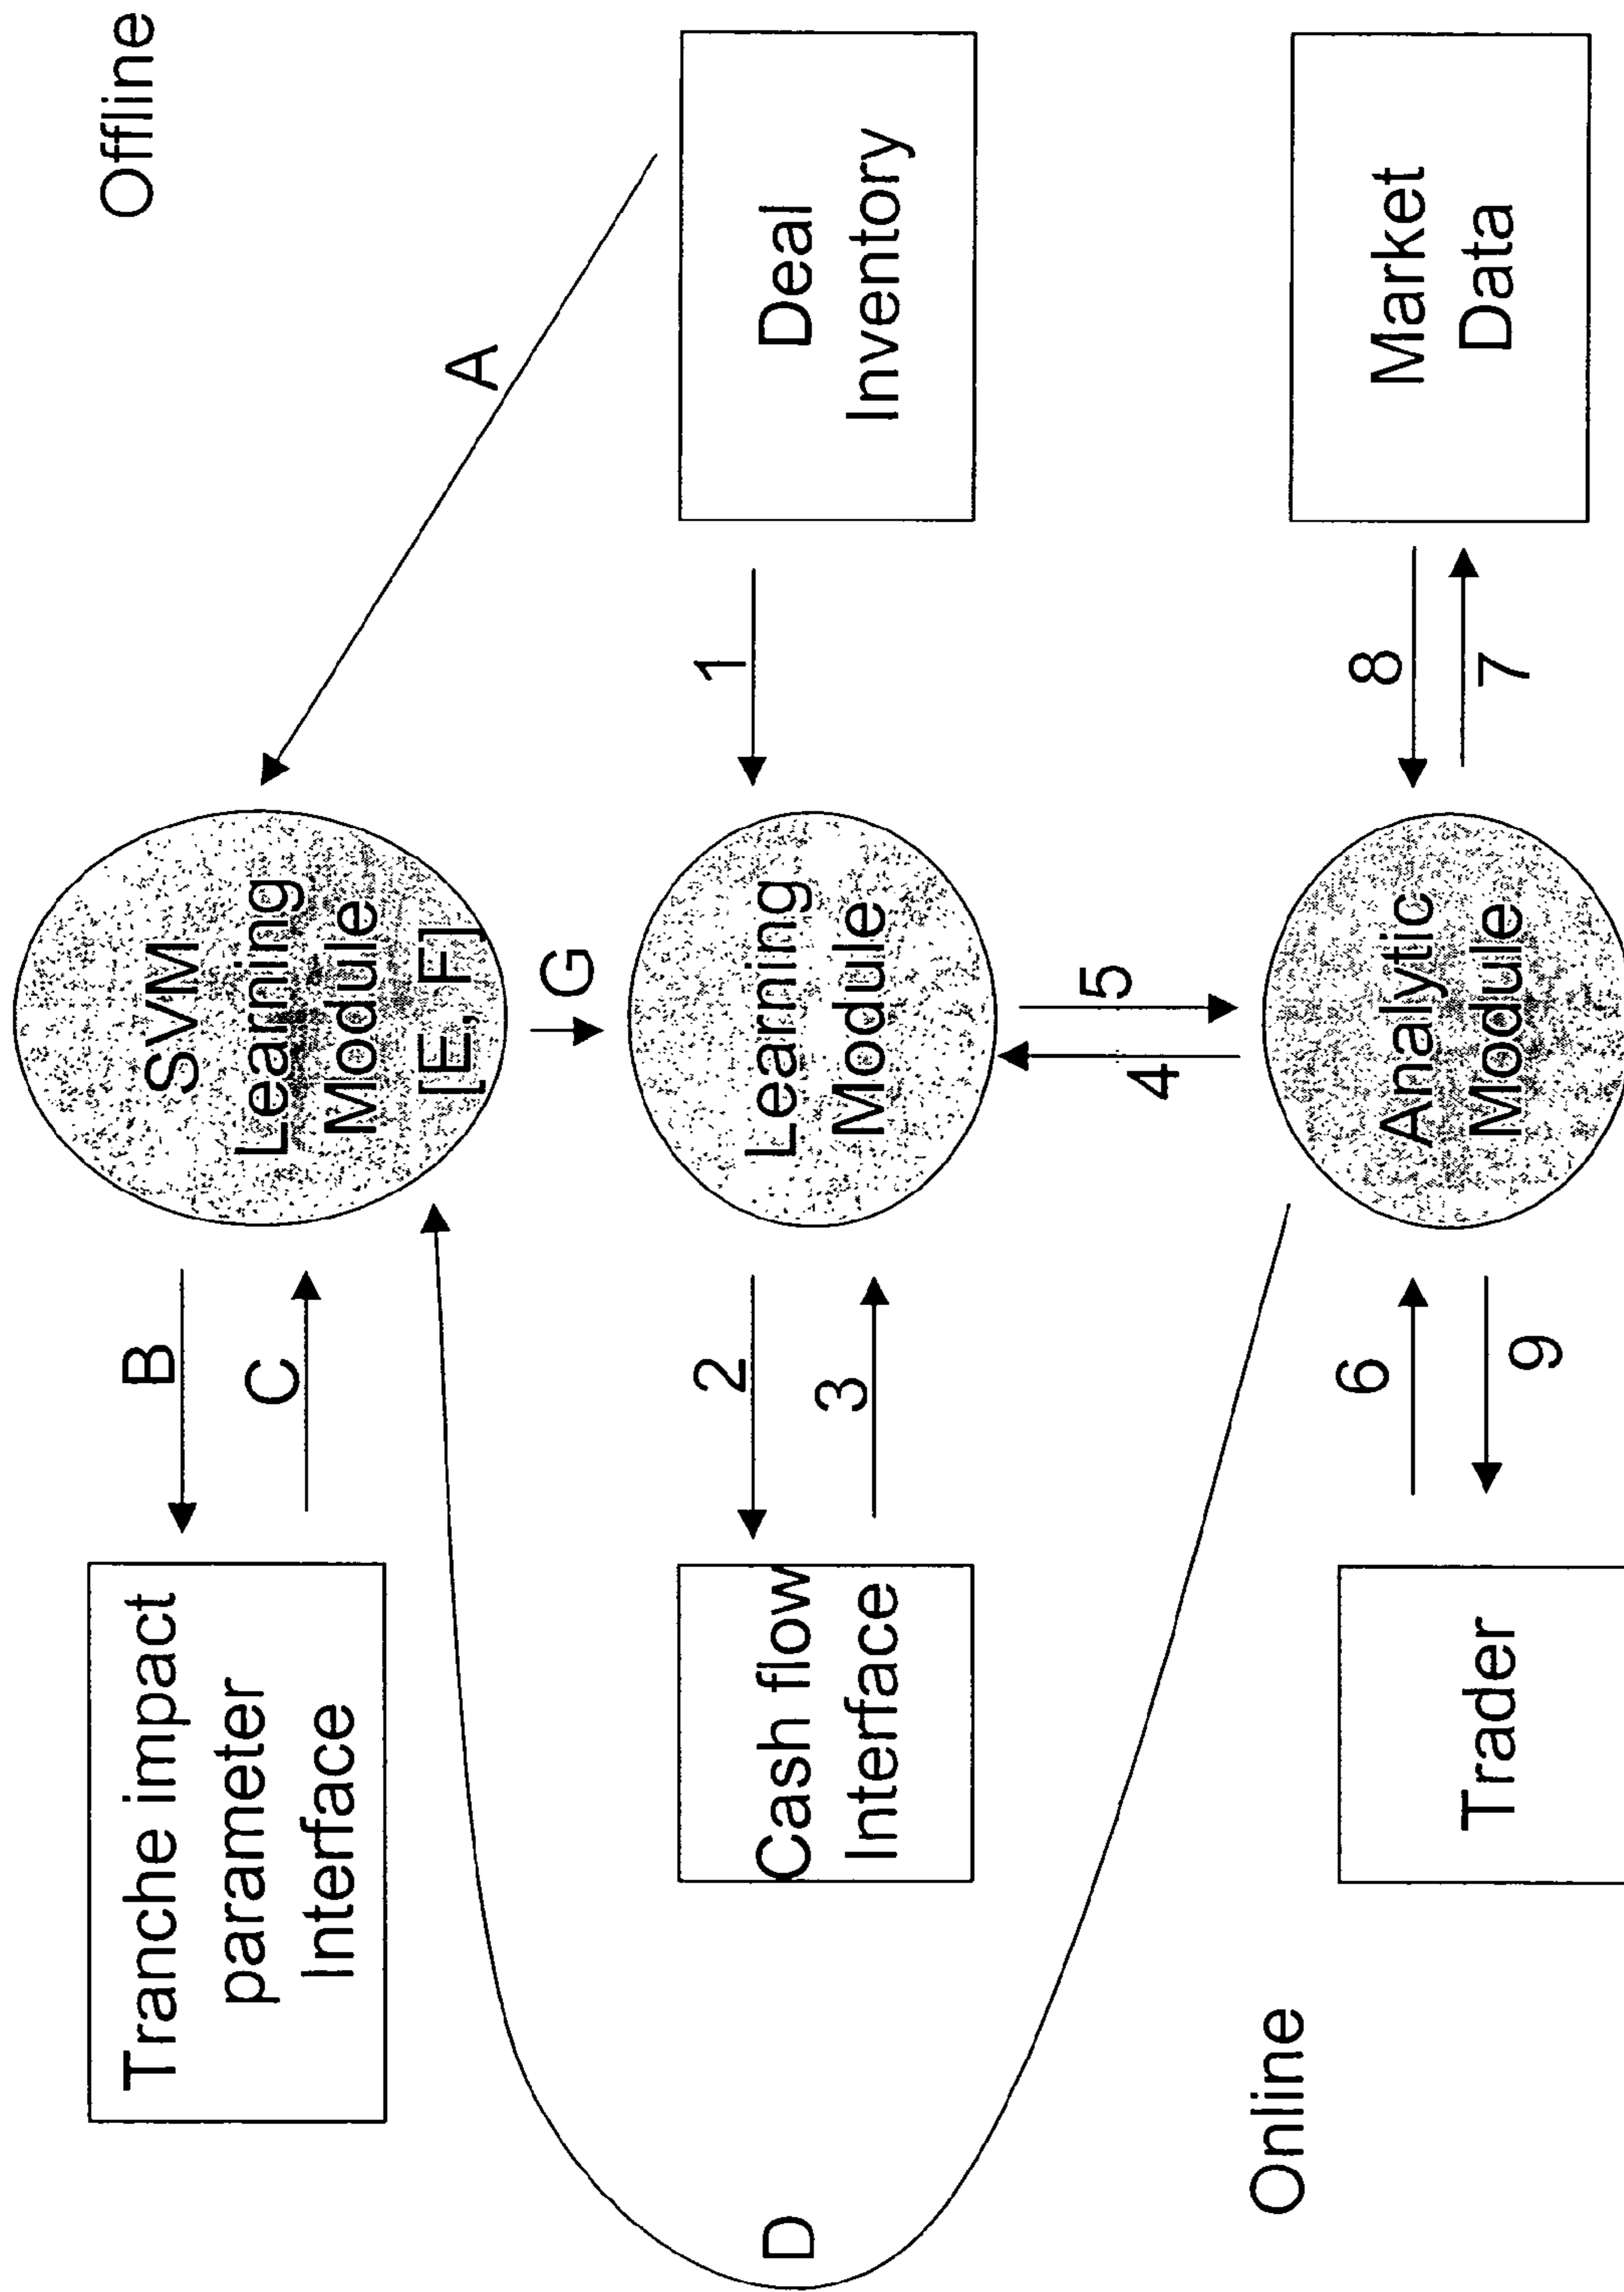 Offline
Tranche impact
parameter
Interface
B
C
SVM
Learning
Module
[E, F]
A
G
D
Cash flow
Interface
2
3
Learning
Module
1
Deal
Inventory
4
5
Online
Trader
6
9
Analytic
Module
8
7
Market
Data